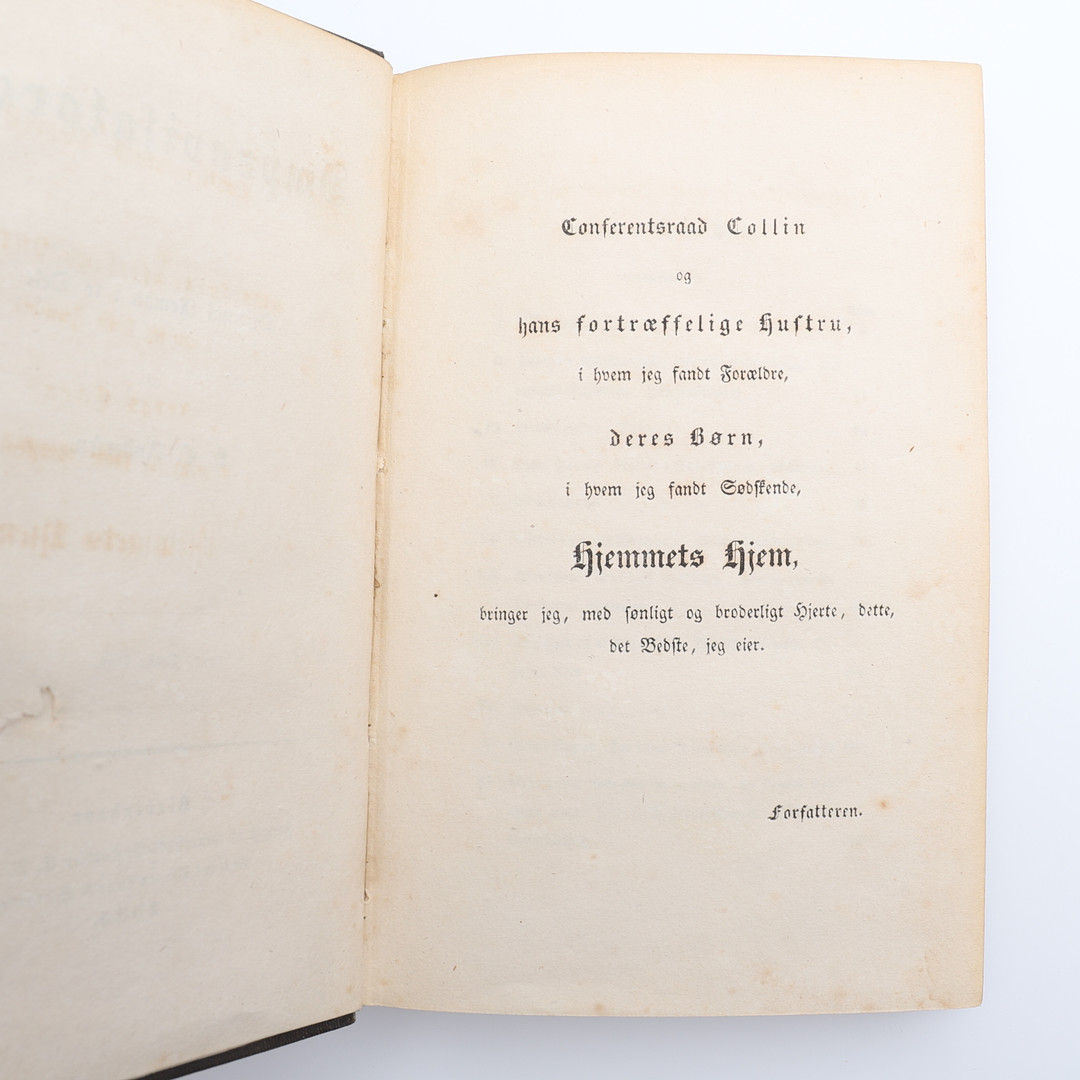 Conferentsraad Collin
og
hans fortræffelige Hustru,
i hvem jeg fandt Forældre,
deres Børn,
i hvem jeg fandt Sødskende,
Hjemmets Hjem,
bringer jeg, med sønligt og broderligt Hjerte, dette,
det Bedste, jeg eier.
Forfatteren.